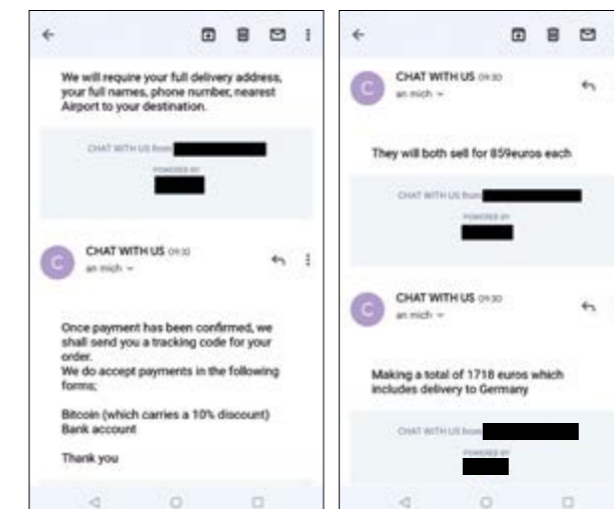 We will require your full delivery address,
your full names, phone number, nearest
Airport to your destination.
CHAT WITH US from
POWERED BY
C
CHAT WITH US 09:30
an mich
Once payment has been confirmed, we
shall send you a tracking code for your
order.
We do accept payments in the following
forms;
Bitcoin (which carries a 10% discount)
Bank account
Thank you
C
CHAT WITH US 09:30
an mich
They will both sell for 859euros each
CHAT WITH US from
POWERED BY
C
CHAT WITH US 09:30
an mich
Making a total of 1718 euros which
includes delivery to Germany
CHAT WITH US from
POWERED BY